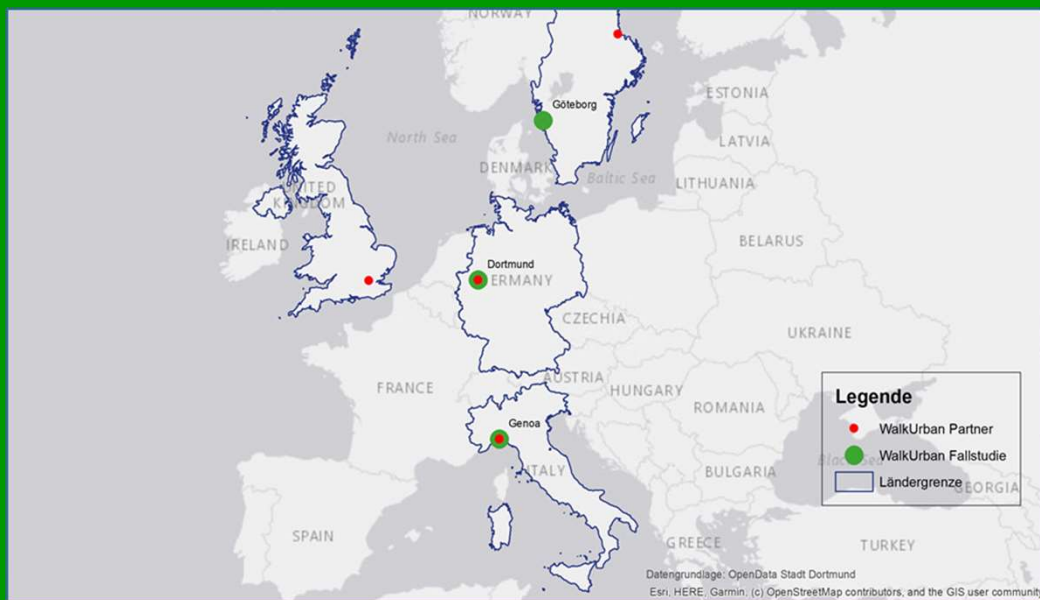 NORWAY
ESTONIA
Göteborg
North Sea
LATVIA
DENMARK
Baltic Sea
LITHUANIA
UNITED
KINGDOM
IRELAND
BELARUS
Dortmund
ERMANY
CZECHIA
UKRAINE
AUSTRIA
FRANCE
HUNGARY
ROMANIA
Genoa
ITALY
BULGARIA
SPAIN
GREECE
TURKEY
Legende
WalkUrban Partner
WalkUrban Fallstudie
Black Sea
Ländergrenze
GEORGIA
Datengrundlage: OpenData Stadt Dortmund
Esri, HERE, Garmin, (c) OpenStreetMap contributors, and the GIS user community